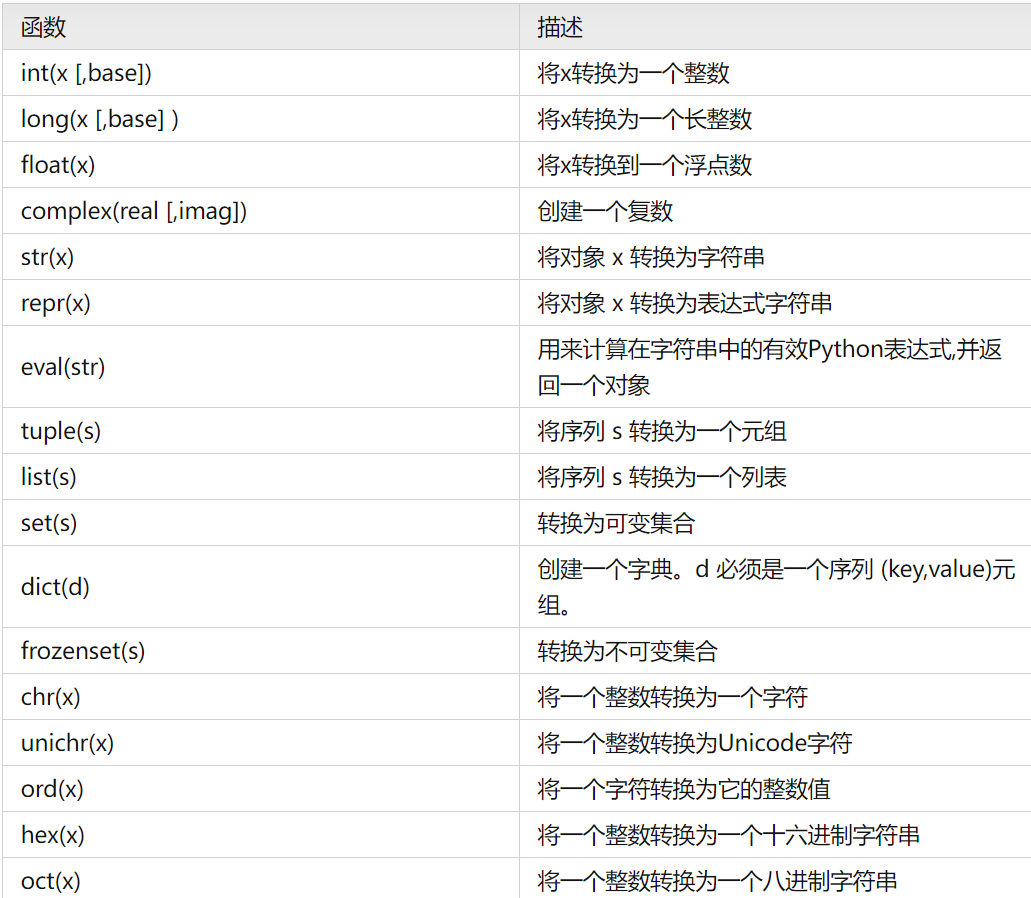 函数 描述
int(x [,base]) 将x转换为一个整数
long(x [,base] ) 将x转换为一个长整数
float(x) 将x转换到一个浮点数
complex(real [,imag]) 创建一个复数
str(x) 将对象 x 转换为字符串
repr(x) 将对象 x 转换为表达式字符串
eval(str) 用来计算在字符串中的有效Python表达式,并返
回一个对象
tuple(s) 将序列 s 转换为一个元组
list(s) 将序列 s 转换为一个列表
set(s) 转换为可变集合
dict(d) 创建一个字典。d 必须是一个序列 (key,value)元
组。
frozenset(s) 转换为不可变集合
chr(x) 将一个整数转换为一个字符
unichr(x) 将一个整数转换为Unicode字符
ord(x) 将一个字符转换为它的整数值
hex(x) 将一个整数转换为一个十六进制字符串
oct(x) 将一个整数转换为一个八进制字符串